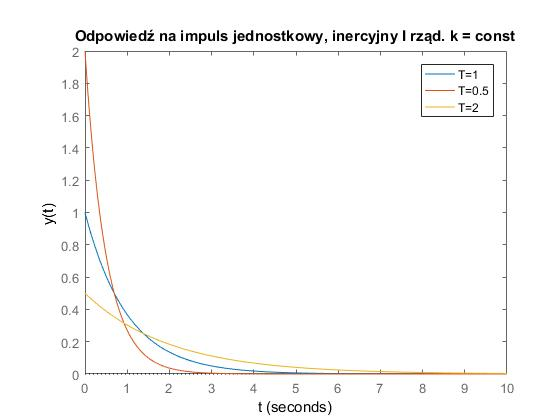 Odpowiedź na impuls jednostkowy, inercyjny I rząd. k = const
2
1.8
1.6
1.4
1.2
1
0.8
0.6
0.4
0.2
0
y(t)
T=1
T=0.5
T=2
0 1 2 3 4 5 6 7 8 9 10
t (seconds)